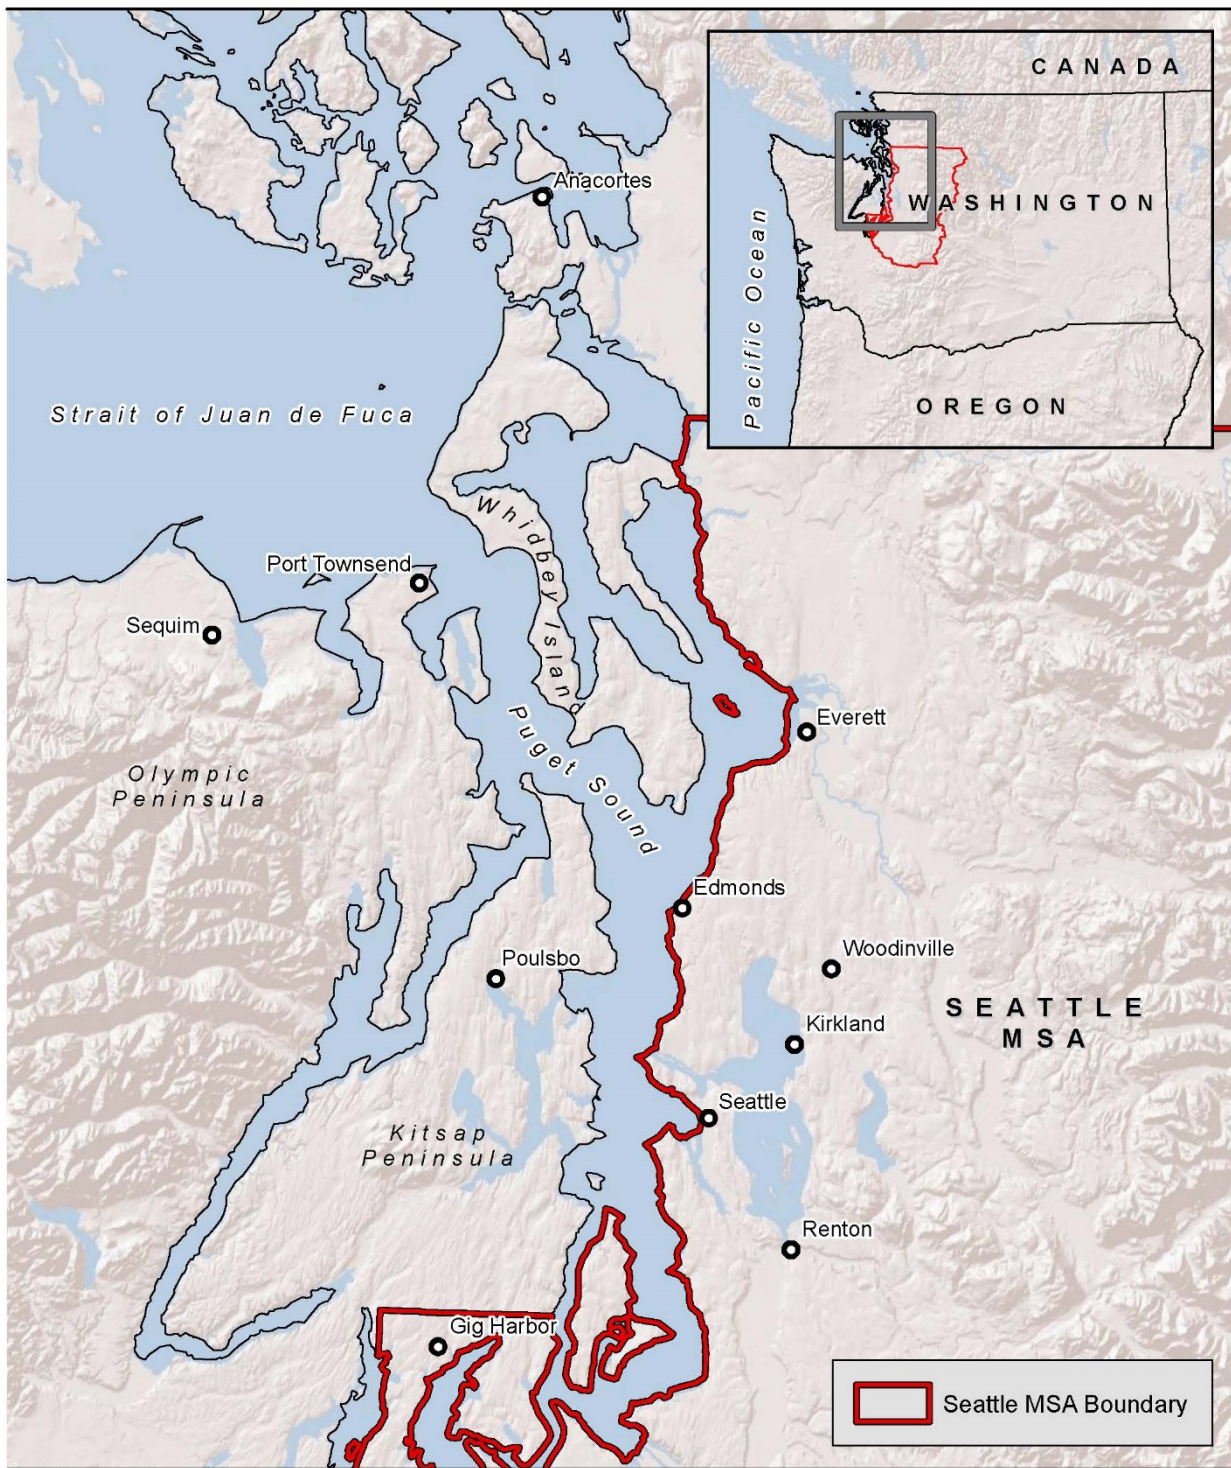 CANADA
WASHINGTON
Pacific Ocean
OREGON
Anacortes
Strait of Juan de Fuca
Whidbey Island
Port Townsend
Sequim
Everett
Puget Sound
Olympic
Peninsula
Edmonds
Woodinville
Poulsbo
SEATTLE
MSA
Kirkland
Seattle
Kitsap
Peninsula
Renton
Gig Harbor
Seattle MSA Boundary